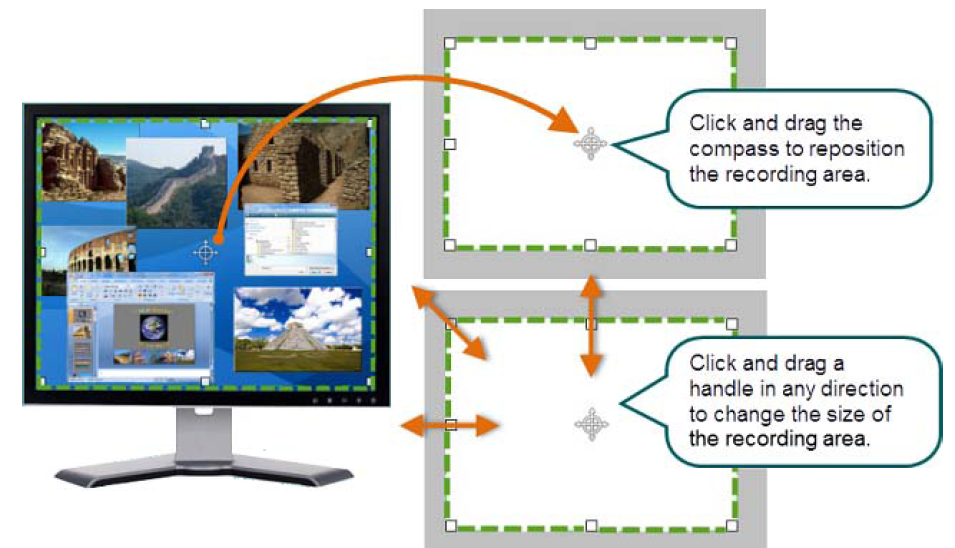 Click and drag the
compass to reposition
the recording area.
Click and drag a
handle in any direction
to change the size of
the recording area.